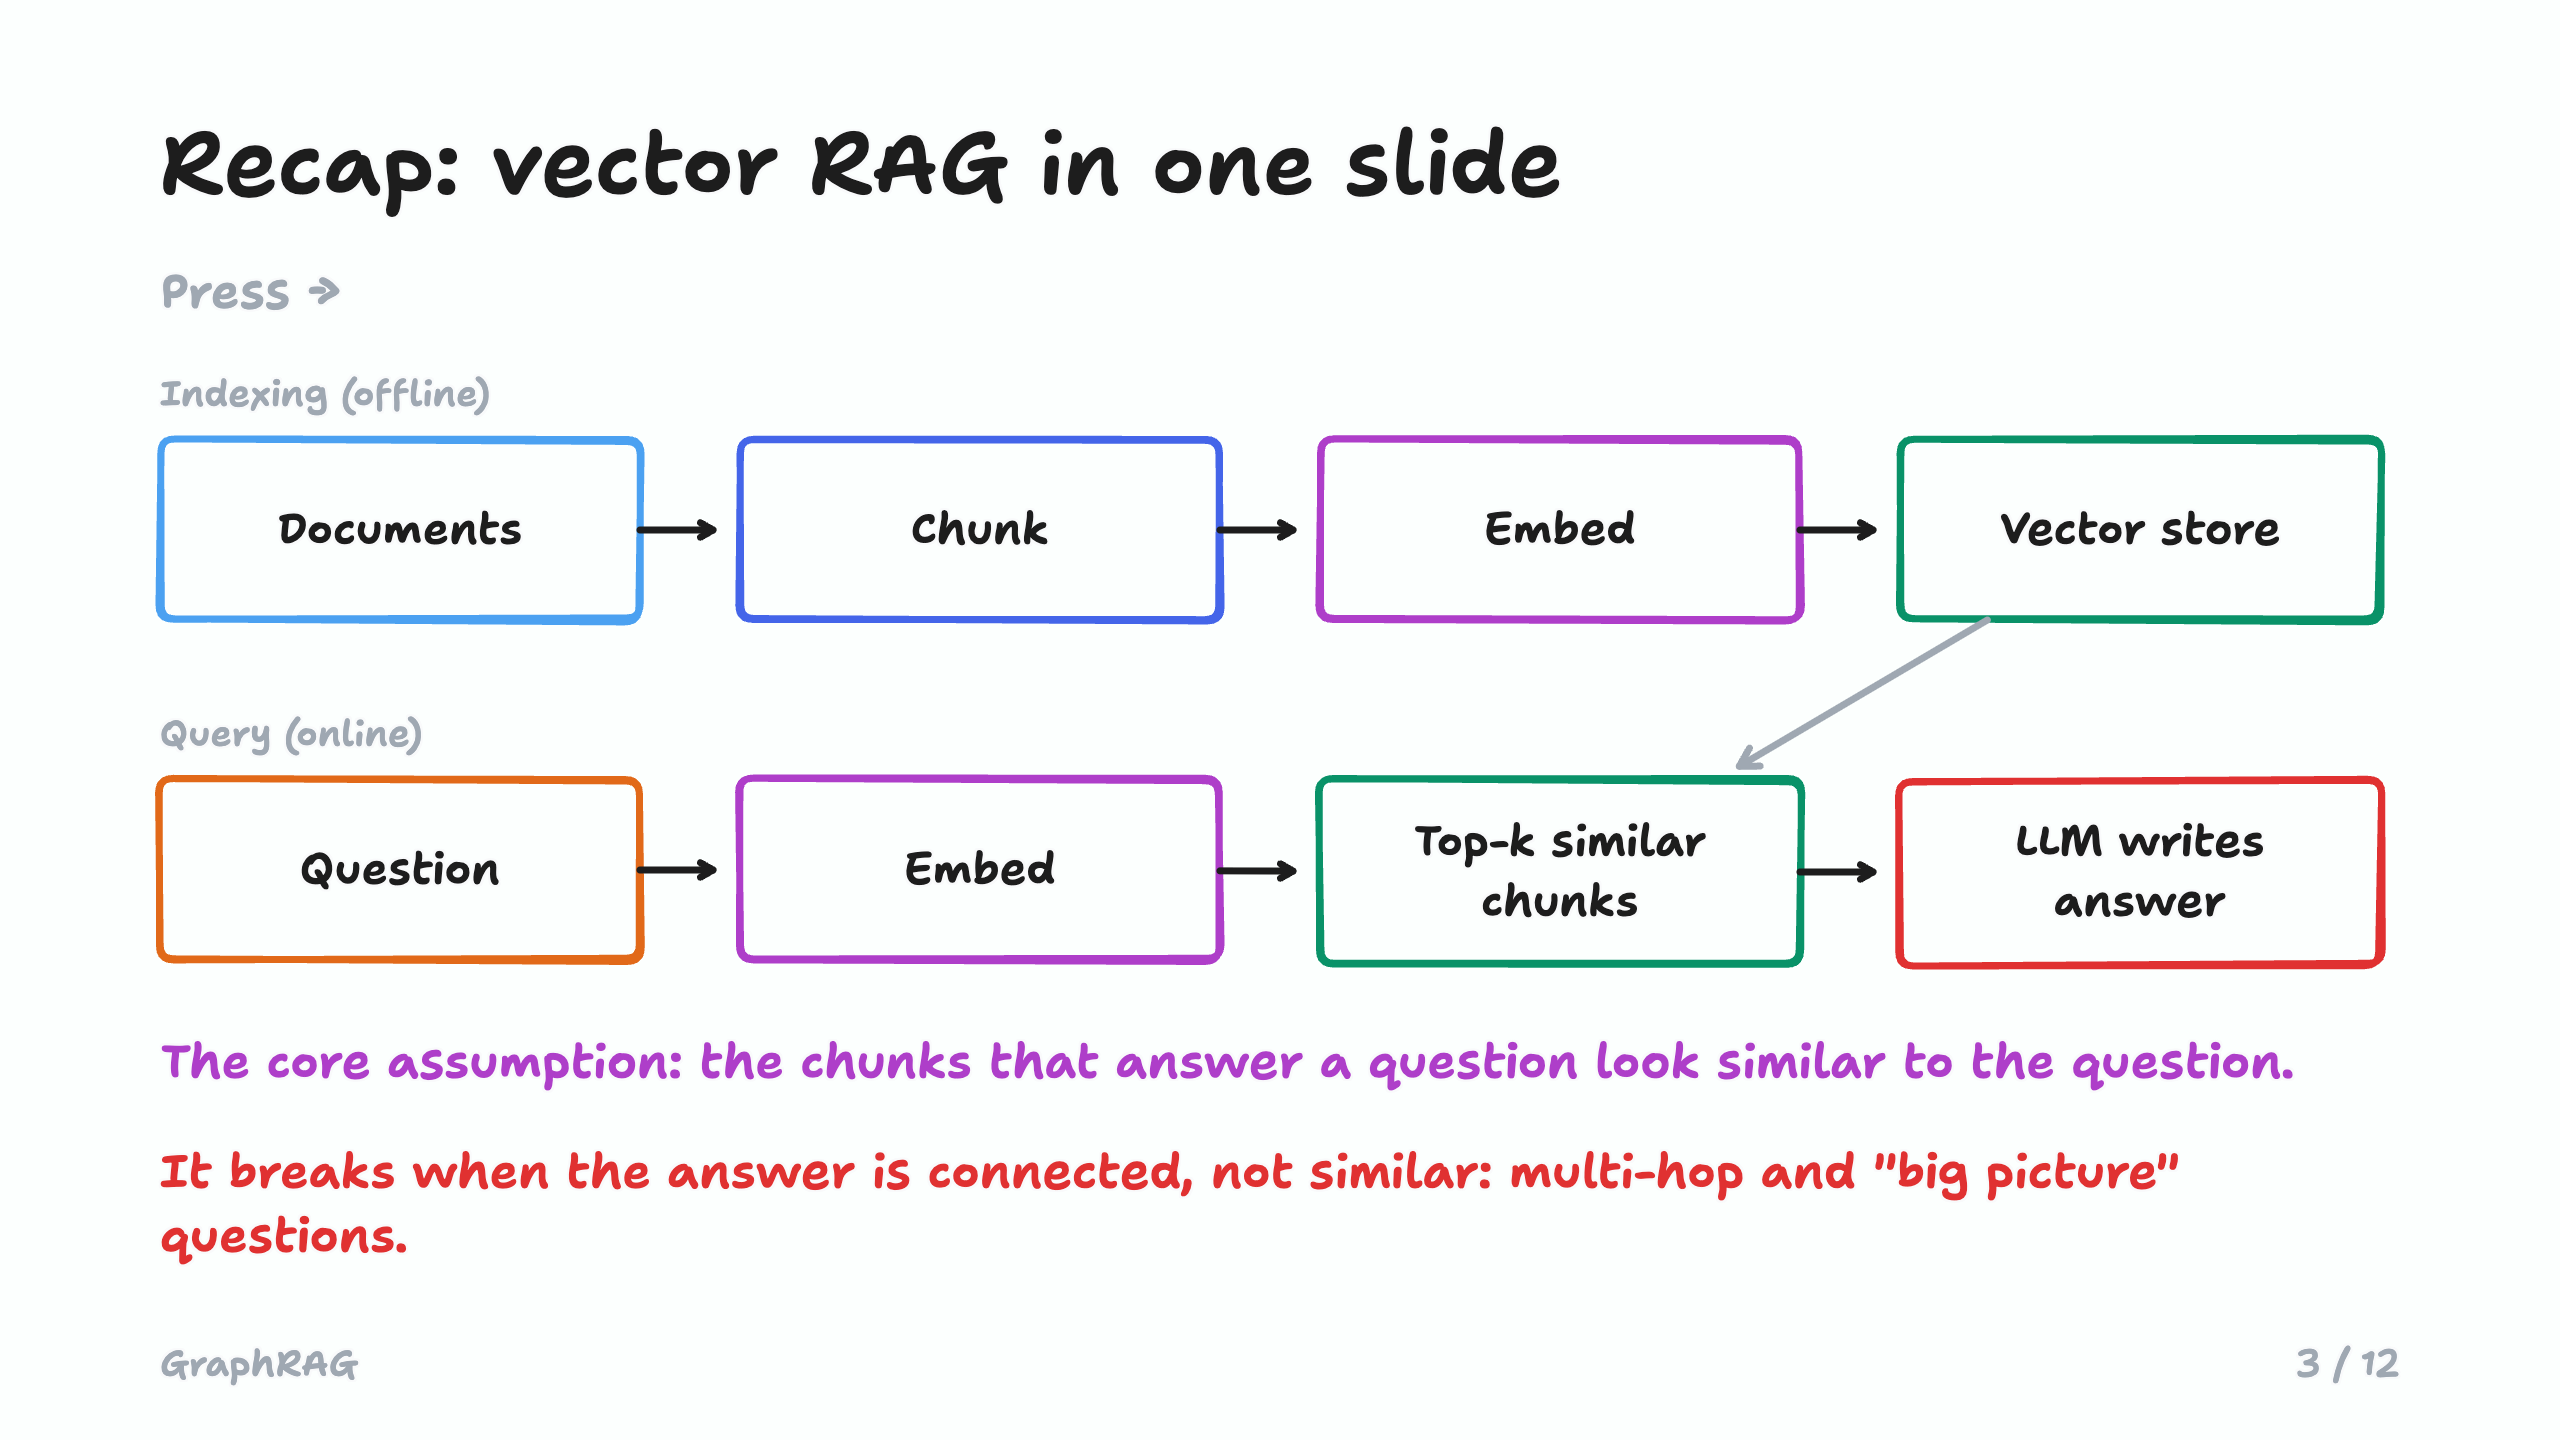 Recap: vector RAG in one slide
Press →
Indexing (offline)
Documents
Chunk
Embed
Vector store
Query (online)
Question
Embed
Top-k similar
chunks
LLM writes
answer
The core assumption: the chunks that answer a question look similar to the question.
It breaks when the answer is connected, not similar: multi-hop and "big picture"
questions.
GraphRAG
3 / 12